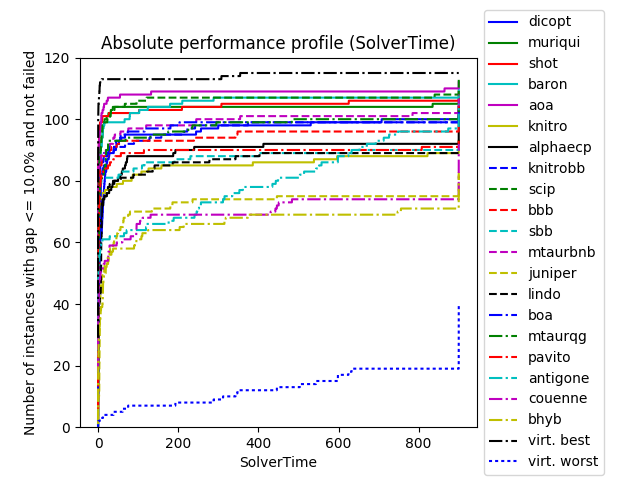 Absolute performance profile (SolverTime)
Number of instances with gap <= 10.0% and not failed
120
100
80
60
40
20
0
0 200 400 600 800
SolverTime
dicopt
muriqui
shot
baron
aoa
knitro
alphaecp
knitrobb
scip
bbb
sbb
mtaurbnb
juniper
lindo
boa
mtaurqg
pavito
antigone
couenne
bhyb
virt. best
virt. worst